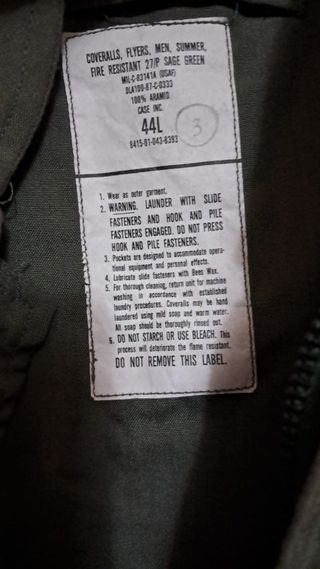 COVERALLS, FLYERS, MEN, SUMMER,
FIRE RESISTANT 27/P SAGE GREEN
MIL-C-83141A (USAF)
DLA100-87-C-0333
100% ARAMID
CASE INC.
44L
3
8415-01-043-8393
1. Wear as outer garment.
2. WARNING. LAUNDER WITH SLIDE
FASTENERS AND HOOK AND PILE
FASTENERS ENGAGED. DO NOT PRESS
HOOK AND PILE FASTENERS.
3. Pockets are designed to accommodate opera-
tional equipment and personal effects.
4. Lubricate slide fasteners with Bees Wax.
5. For thorough cleaning, return unit for machine
washing in accordance with established
laundry procedures. Coveralls may be hand
laundered using mild soap and warm water.
All soap should be thoroughly rinsed out.
6. DO NOT STARCH OR USE BLEACH. This
process will deteriorate the flame resistant.
DO NOT REMOVE THIS LABEL.